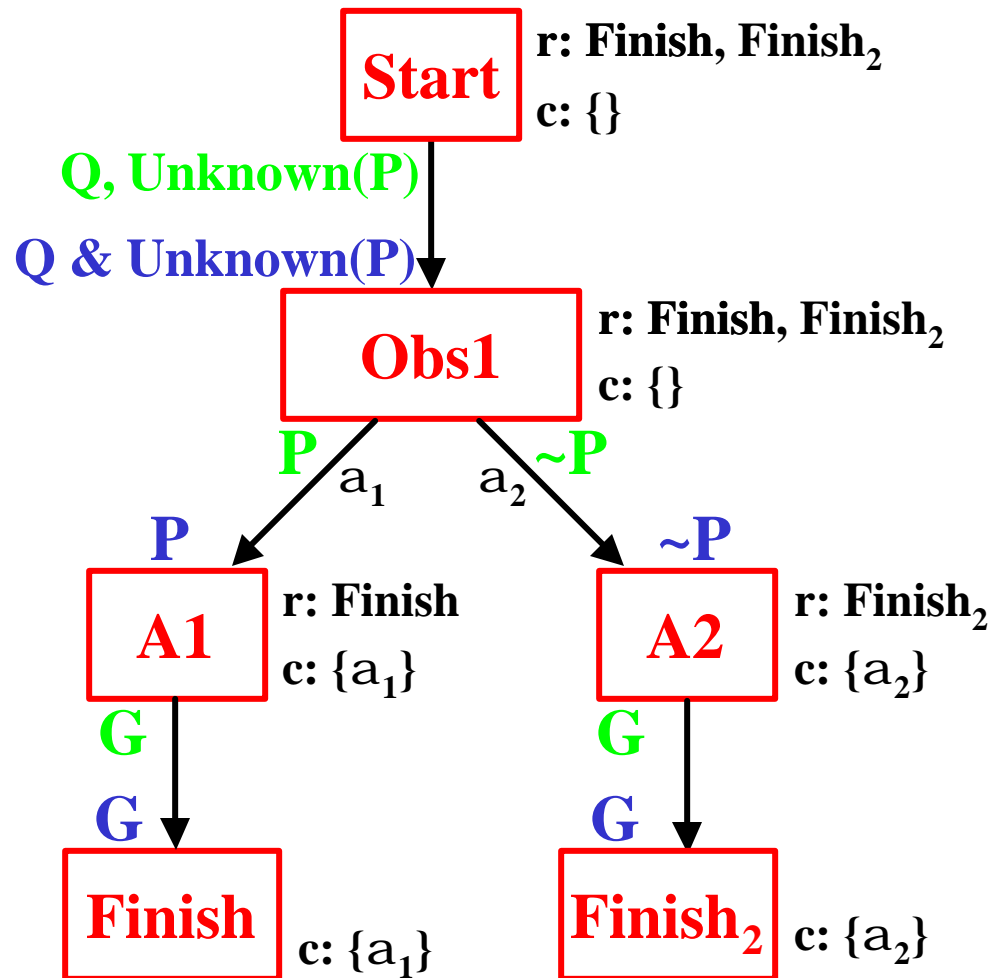 Start
r: Finish, Finish₂
c: {}
Q, Unknown(P)
Q & Unknown(P)
Obs1
r: Finish, Finish₂
c: {}
P
a₁
a₂
~P
P
~P
A1
r: Finish
c: {a₁}
A2
r: Finish₂
c: {a₂}
G
G
G
G
Finish
c: {a₁}
Finish₂
c: {a₂}